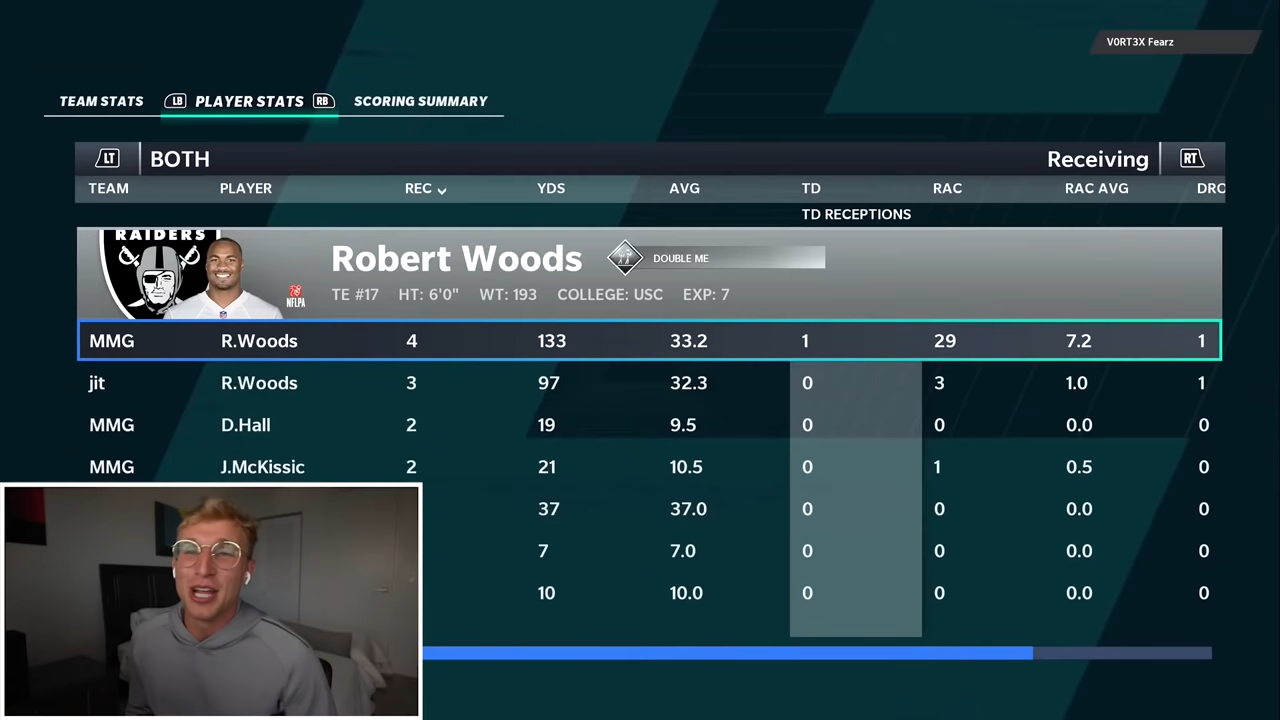 V0RT3X Fearz
TEAM STATS LB PLAYER STATS RB SCORING SUMMARY
LT BOTH Receiving RT
TEAM PLAYER REC YDS AVG TD RAC RAC AVG DRO
TD RECEPTIONS
RAIDERS
Robert Woods DOUBLE ME
NFLPA TE #17 HT: 6'0" WT: 193 COLLEGE: USC EXP: 7
MMG R.Woods 4 133 33.2 1 29 7.2 1
jit R.Woods 3 97 32.3 0 3 1.0 1
MMG D.Hall 2 19 9.5 0 0 0.0 0
MMG J.McKissic 2 21 10.5 0 1 0.5 0
37 37.0 0 0 0.0 0
7 7.0 0 0 0.0 0
10 10.0 0 0 0.0 0